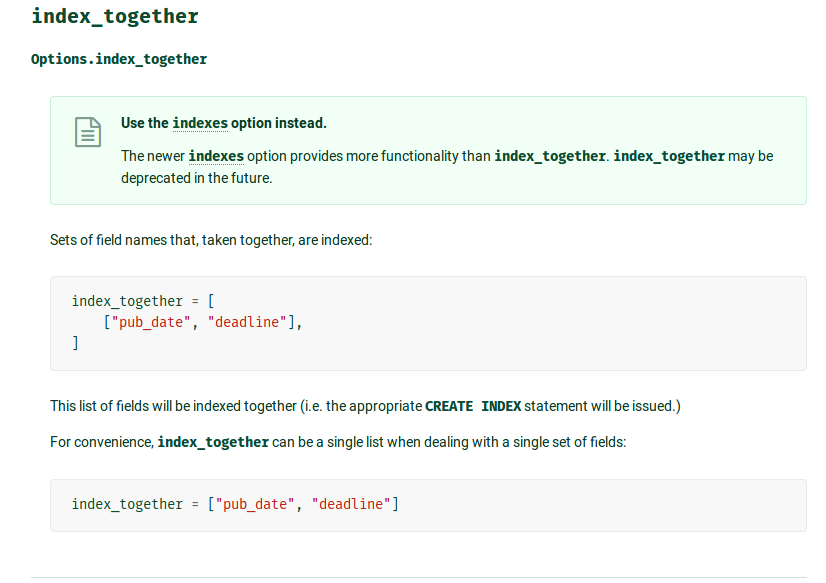 index_together
Options.index_together
Use the indexes option instead.
The newer indexes option provides more functionality than index_together. index_together may be
deprecated in the future.
Sets of field names that, taken together, are indexed:
index_together = [
    ["pub_date", "deadline"],
]
This list of fields will be indexed together (i.e. the appropriate CREATE INDEX statement will be issued.)
For convenience, index_together can be a single list when dealing with a single set of fields:
index_together = ["pub_date", "deadline"]